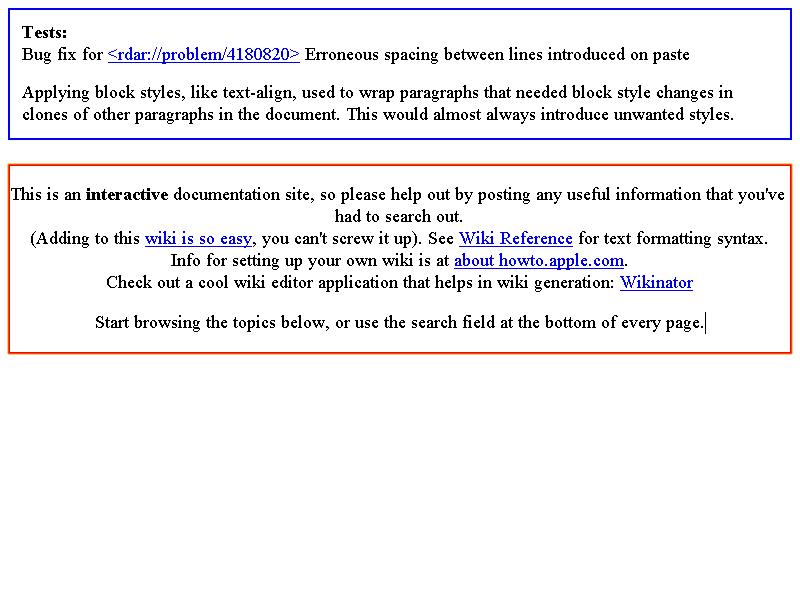 Tests:
Bug fix for <rdar://problem/4180820> Erroneous spacing between lines introduced on paste
Applying block styles, like text-align, used to wrap paragraphs that needed block style changes in
clones of other paragraphs in the document. This would almost always introduce unwanted styles.
This is an interactive documentation site, so please help out by posting any useful information that you've
had to search out.
(Adding to this wiki is so easy, you can't screw it up). See Wiki Reference for text formatting syntax.
Info for setting up your own wiki is at about howto.apple.com.
Check out a cool wiki editor application that helps in wiki generation: Wikinator
Start browsing the topics below, or use the search field at the bottom of every page.